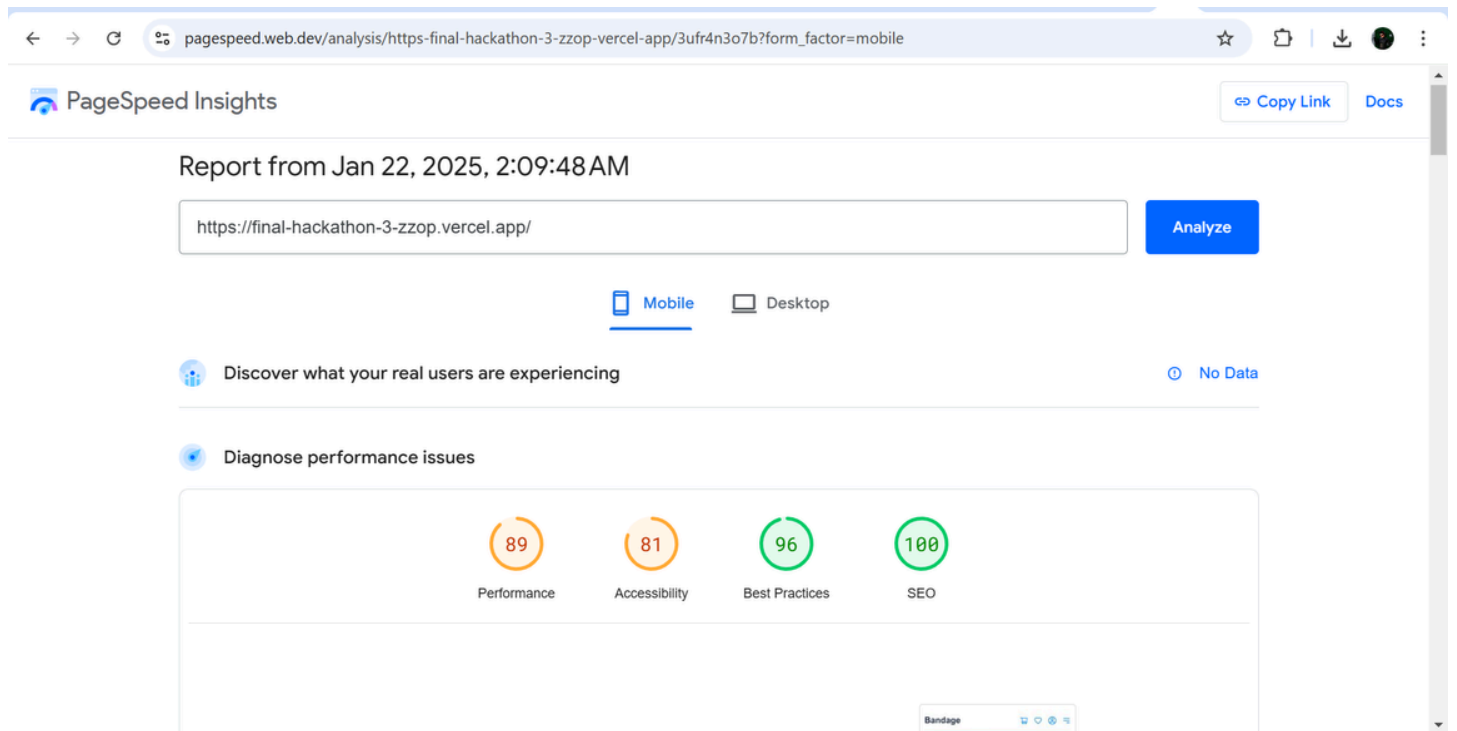 pagespeed.web.dev/analysis/https-final-hackathon-3-zzop-vercel-app/3ufr4n3o7b?form_factor=mobile
PageSpeed Insights
Copy Link
Docs
Report from Jan 22, 2025, 2:09:48 AM
https://final-hackathon-3-zzop.vercel.app/
Analyze
Mobile
Desktop
Discover what your real users are experiencing
No Data
Diagnose performance issues
89
81
96
100
Performance
Accessibility
Best Practices
SEO
Bandage